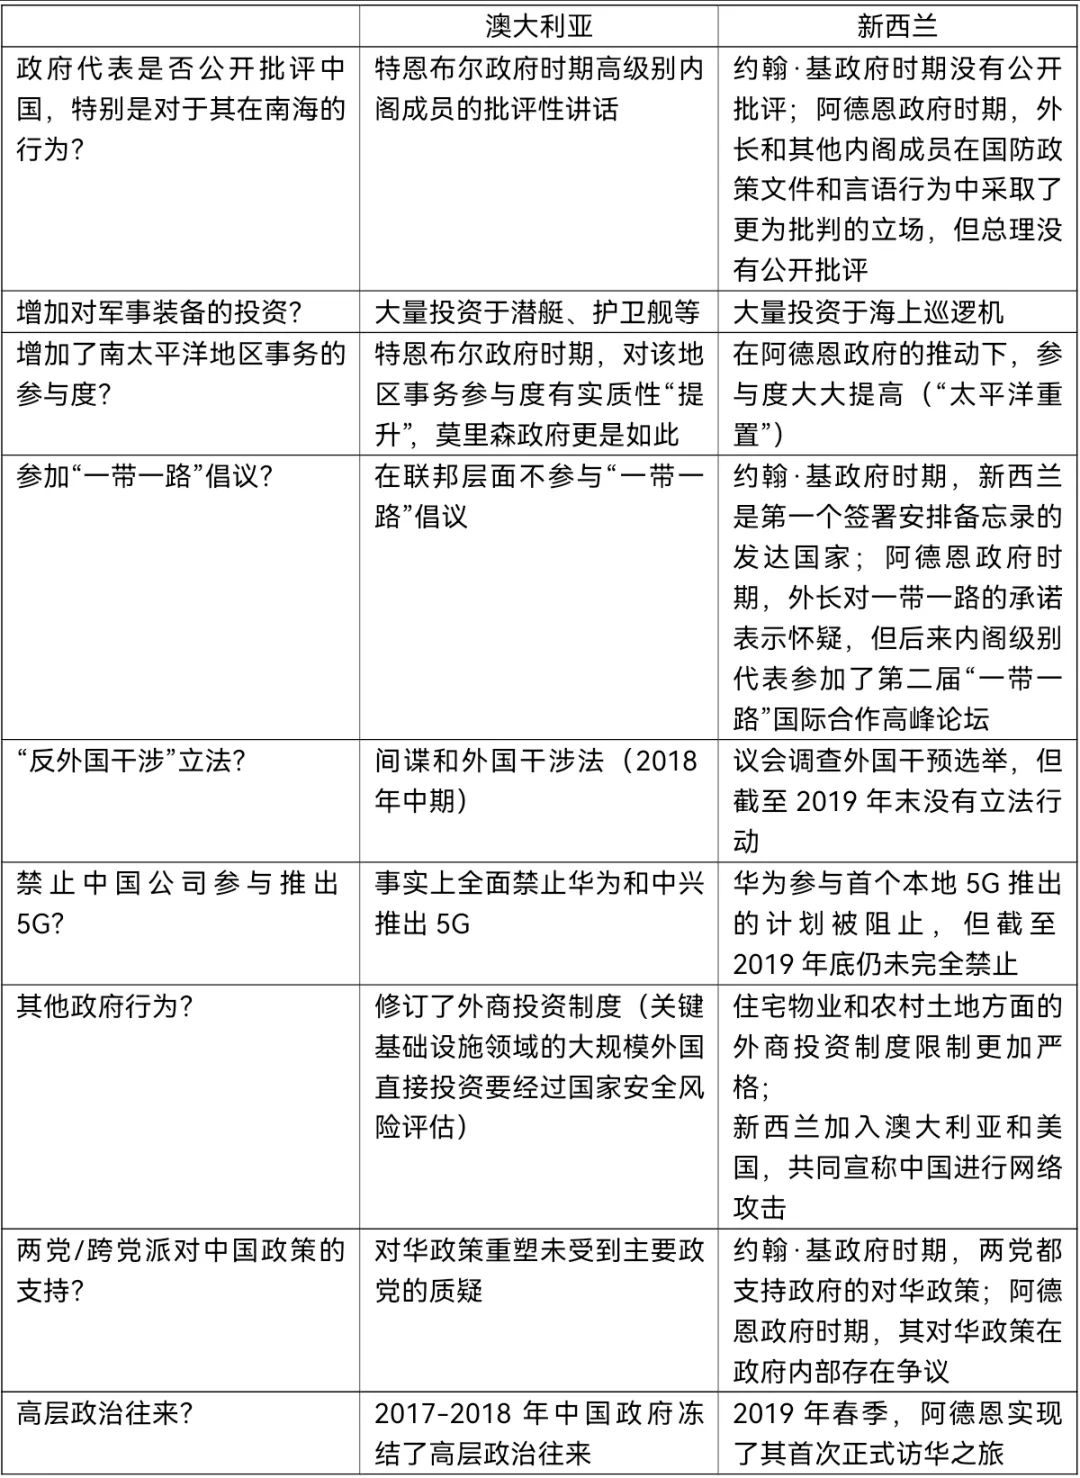 澳大利亚
新西兰
政府代表是否公开批评中
国，特别是对于其在南海的
行为？
特恩布尔政府时期高级别内
阁成员的批评性讲话
约翰·基政府时期没有公开
批评；阿德恩政府时期，外
长和其他内阁成员在国防政
策文件和言语行为中采取了
更为批判的立场，但总理没
有公开批评
增加对军事装备的投资？
大量投资于潜艇、护卫舰等
大量投资于海上巡逻机
增加了南太平洋地区事务的
参与度？
特恩布尔政府时期，对该地
区事务参与度有实质性“提
升”，莫里森政府更是如此
在阿德恩政府的推动下，参
与度大大提高（“太平洋重
置”）
参加“一带一路”倡议？
在联邦层面不参与“一带一
路”倡议
约翰·基政府时期，新西兰
是第一个签署安排备忘录的
发达国家；阿德恩政府时
期，外长对一带一路的承诺
表示怀疑，但后来内阁级别
代表参加了第二届“一带一
路”国际合作高峰论坛
“反外国干涉”立法？
间谍和外国干涉法（2018
年中期）
议会调查外国干预选举，但
截至 2019 年末没有立法行
动
禁止中国公司参与推出
5G？
事实上全面禁止华为和中兴
推出 5G
华为参与首个本地 5G 推出
的计划被阻止，但截至
2019 年底仍未完全禁止
其他政府行为？
修订了外商投资制度（关键
基础设施领域的大规模外国
直接投资要经过国家安全风
险评估）
住宅物业和农村土地方面的
外商投资制度限制更加严
格；
新西兰加入澳大利亚和美
国，共同宣称中国进行网络
攻击
两党/跨党派对中国政策的
支持？
对华政策重塑未受到主要政
党的质疑
约翰·基政府时期，两党都
支持政府的对华政策；阿德
恩政府时期，其对华政策在
政府内部存在争议
高层政治往来？
2017-2018 年中国政府冻
结了高层政治往来
2019 年春季，阿德恩实现
了其首次正式访华之旅